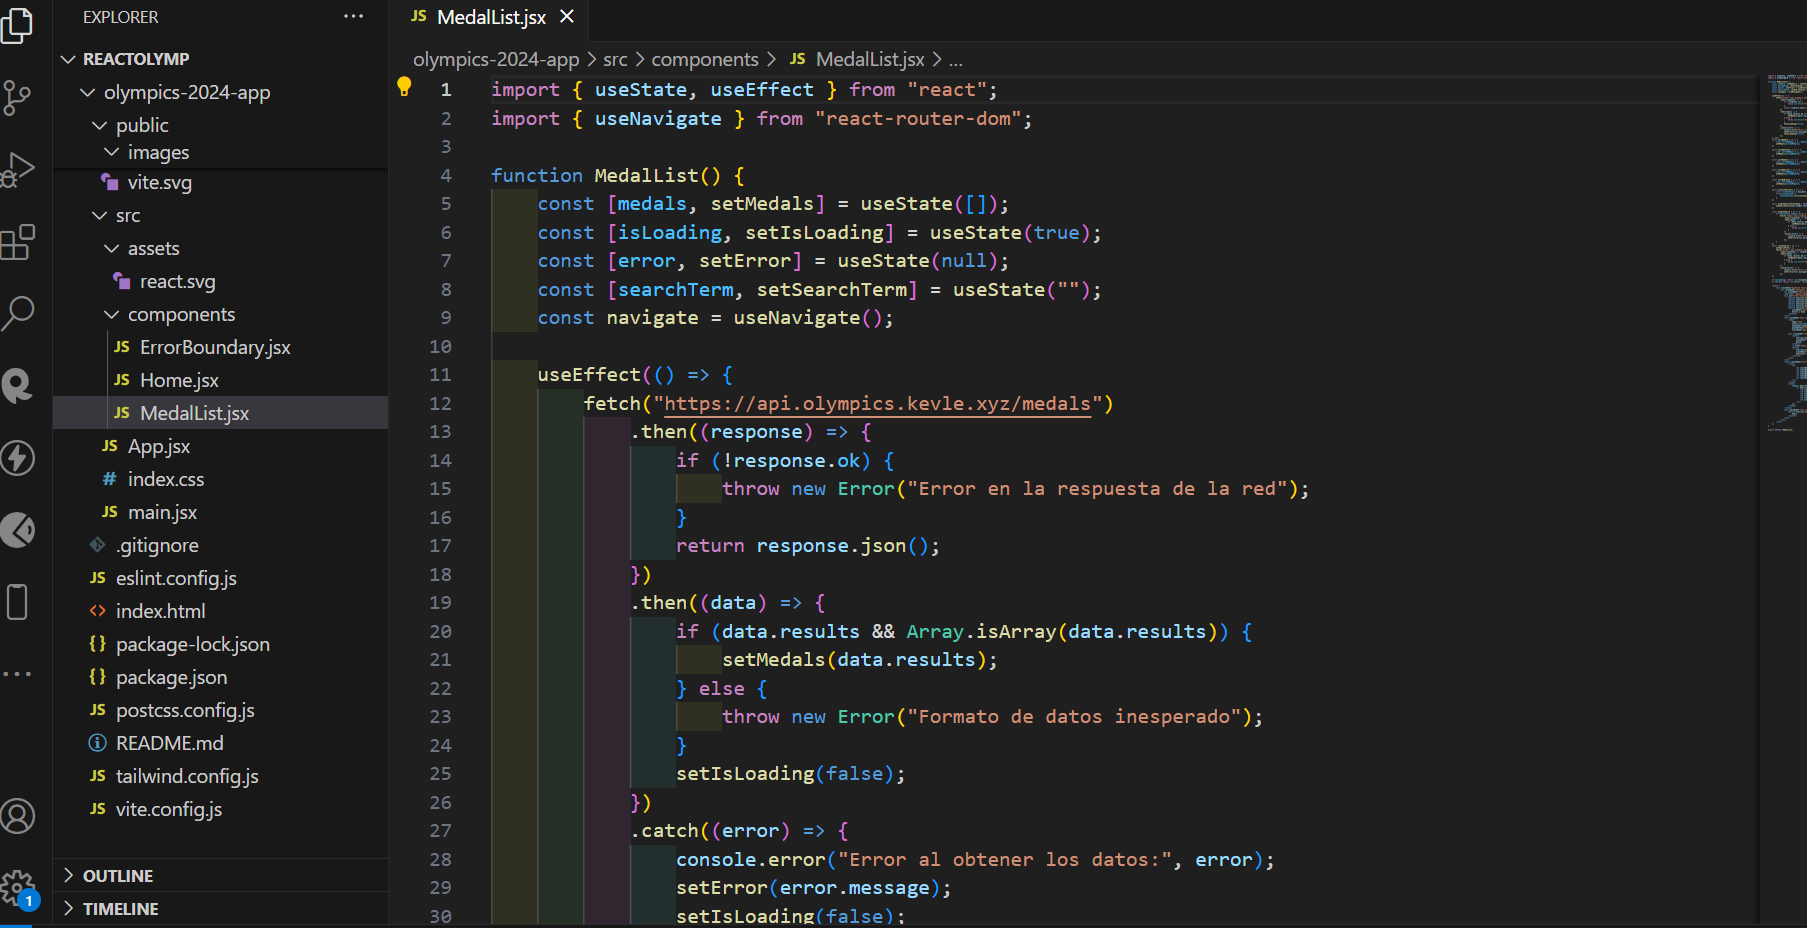 EXPLORER
REACTOLYMP
olympics-2024-app
public
images
vite.svg
src
assets
react.svg
components
JS ErrorBoundary.jsx
JS Home.jsx
JS MedalList.jsx
JS App.jsx
# index.css
JS main.jsx
.gitignore
JS eslint.config.js
<> index.html
{} package-lock.json
{} package.json
JS postcss.config.js
README.md
JS tailwind.config.js
JS vite.config.js
OUTLINE
TIMELINE
1
JS MedalList.jsx
olympics-2024-app > src > components > JS MedalList.jsx > ...
1 import { useState, useEffect } from "react";
2 import { useNavigate } from "react-router-dom";
3
4 function MedalList() {
5 const [medals, setMedals] = useState([]);
6 const [isLoading, setIsLoading] = useState(true);
7 const [error, setError] = useState(null);
8 const [searchTerm, setSearchTerm] = useState("");
9 const navigate = useNavigate();
10
11 useEffect(() => {
12 fetch("https://api.olympics.kevle.xyz/medals")
13 .then((response) => {
14 if (!response.ok) {
15 throw new Error("Error en la respuesta de la red");
16 }
17 return response.json();
18 })
19 .then((data) => {
20 if (data.results && Array.isArray(data.results)) {
21 setMedals(data.results);
22 } else {
23 throw new Error("Formato de datos inesperado");
24 }
25 setIsLoading(false);
26 })
27 .catch((error) => {
28 console.error("Error al obtener los datos:", error);
29 setError(error.message);
30 setIsLoading(false);